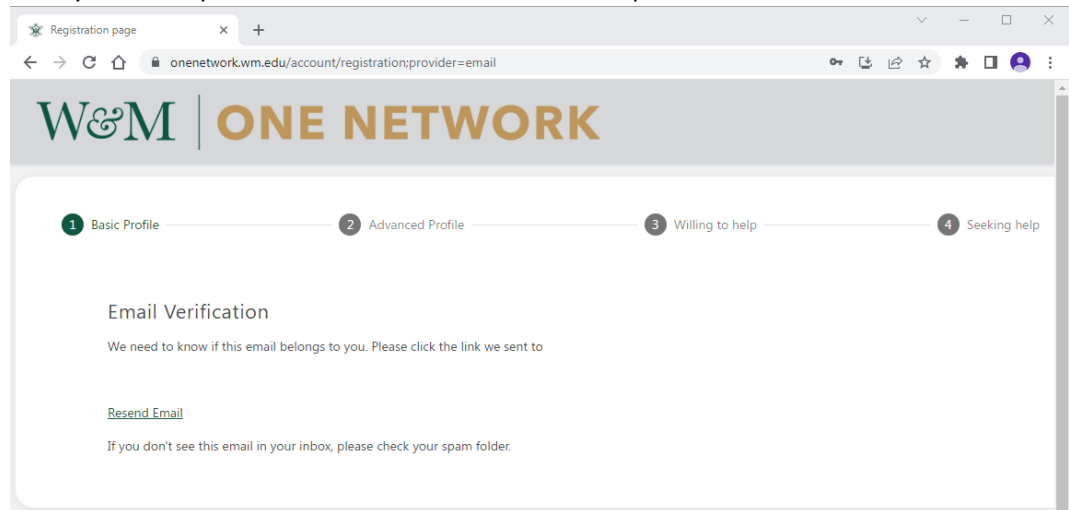 Registration page
onenetwork.wm.edu/account/registration;provider=email
W&M | ONE NETWORK
1 Basic Profile 2 Advanced Profile 3 Willing to help 4 Seeking help
Email Verification
We need to know if this email belongs to you. Please click the link we sent to
Resend Email
If you don't see this email in your inbox, please check your spam folder.